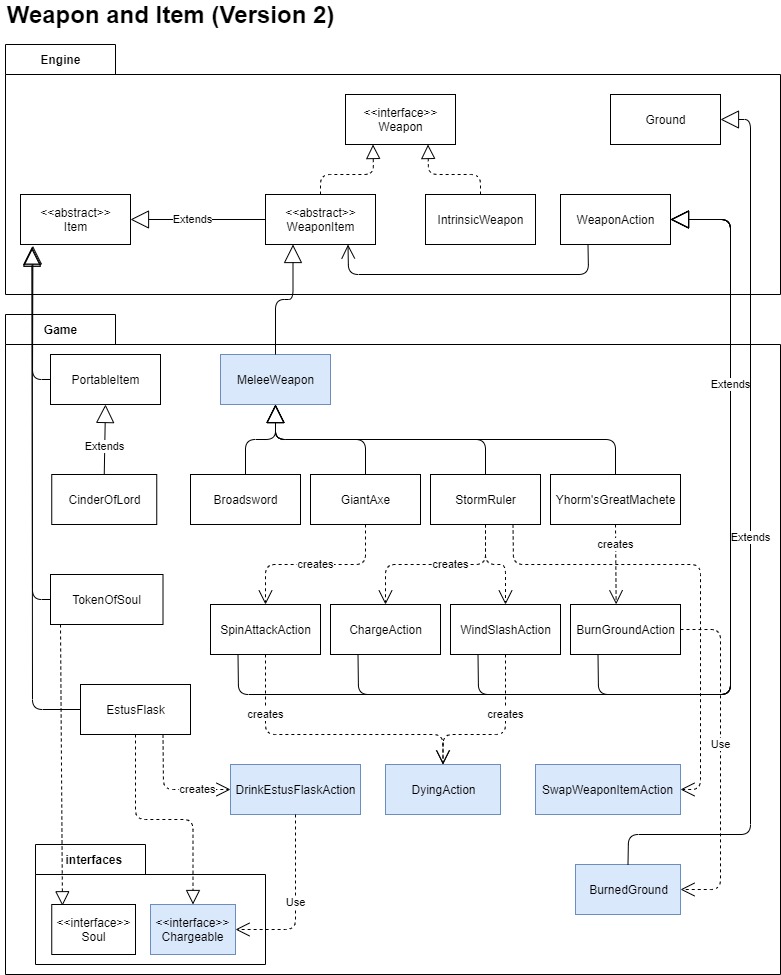 Weapon and Item (Version 2)
Engine
<<interface>>
Weapon
Ground
<<abstract>>
Item
Extends
<<abstract>>
WeaponItem
IntrinsicWeapon
WeaponAction
Game
PortableItem
MeleeWeapon
Extends
Extends
CinderOfLord
Broadsword
GiantAxe
StormRuler
Yhorm'sGreatMachete
Extends
creates
creates
creates
TokenOfSoul
SpinAttackAction
ChargeAction
WindSlashAction
BurnGroundAction
EstusFlask
creates
creates
Use
creates
DrinkEstusFlaskAction
DyingAction
SwapWeaponItemAction
interfaces
BurnedGround
Use
<<interface>>
Soul
<<interface>>
Chargeable